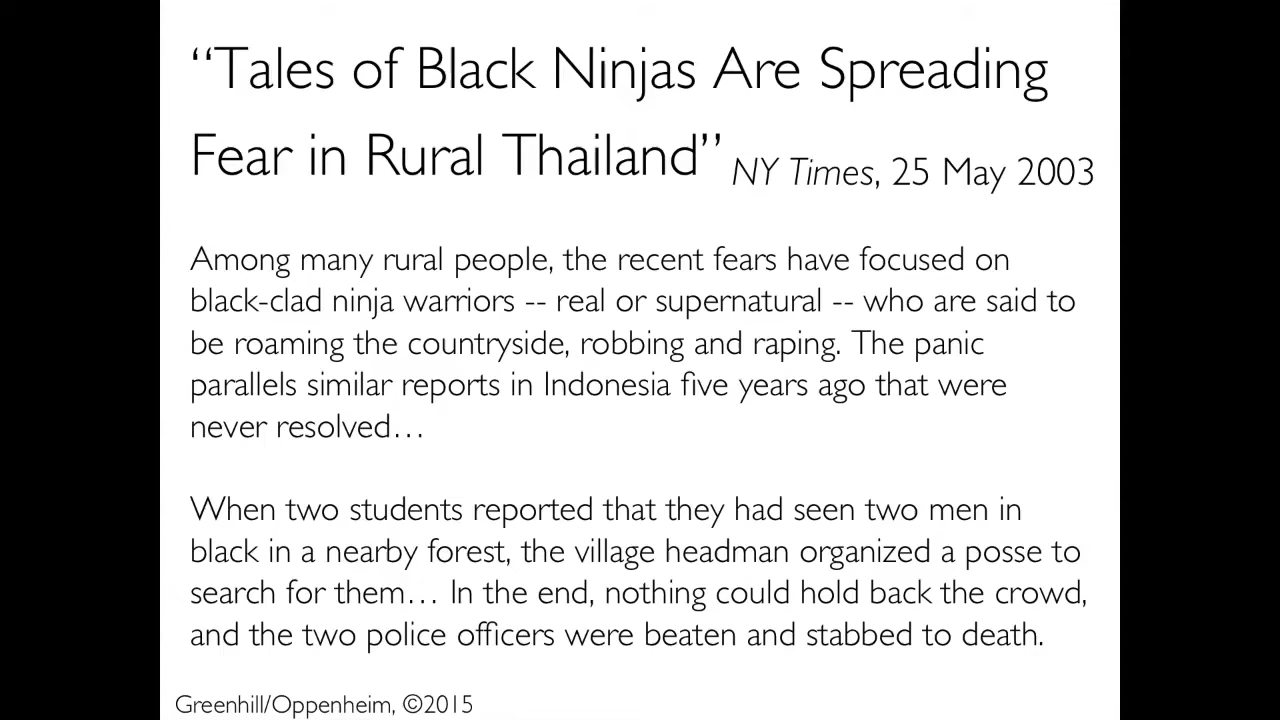 “Tales of Black Ninjas Are Spreading
Fear in Rural Thailand” NY Times, 25 May 2003
Among many rural people, the recent fears have focused on
black-clad ninja warriors -- real or supernatural -- who are said to
be roaming the countryside, robbing and raping. The panic
parallels similar reports in Indonesia five years ago that were
never resolved…
When two students reported that they had seen two men in
black in a nearby forest, the village headman organized a posse to
search for them… In the end, nothing could hold back the crowd,
and the two police officers were beaten and stabbed to death.
Greenhill/Oppenheim, ©2015